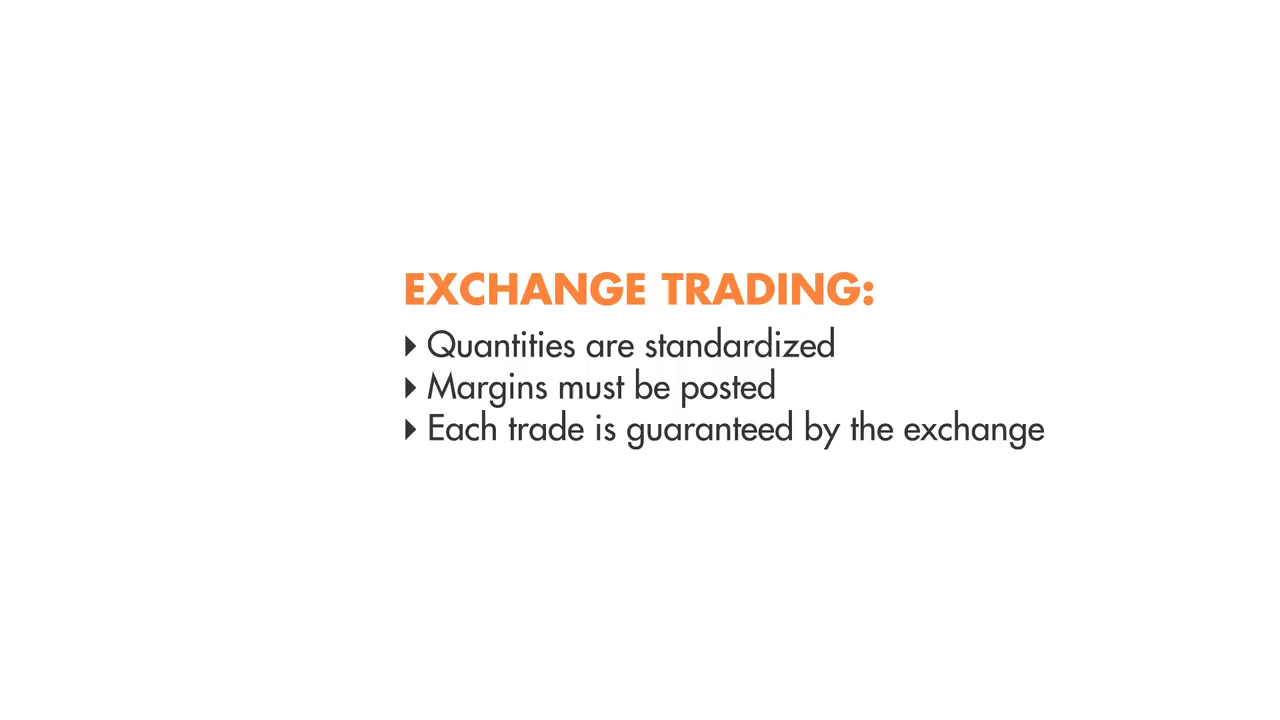 EXCHANGE TRADING:
Quantities are standardized
Margins must be posted
Each trade is guaranteed by the exchange